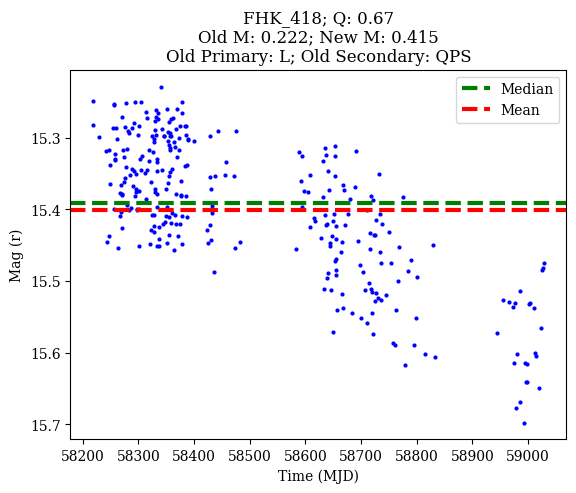 FHK_418; Q: 0.67
Old M: 0.222; New M: 0.415
Old Primary: L; Old Secondary: QPS
Median
Mean
15.3
15.4
15.5
15.6
15.7
Mag (r)
58200 58300 58400 58500 58600 58700 58800 58900 59000
Time (MJD)